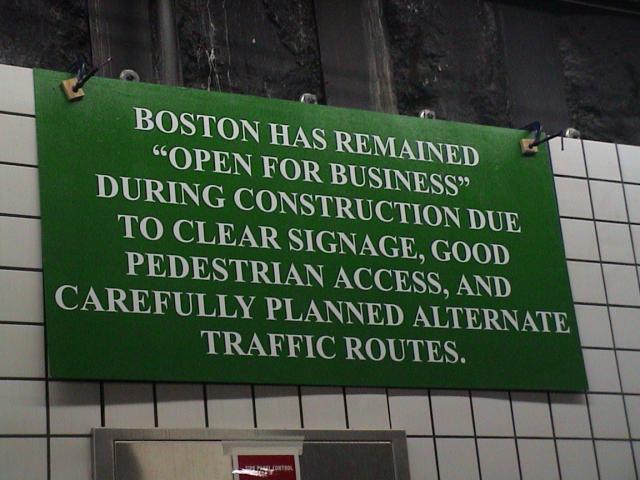 BOSTON HAS REMAINED
“OPEN FOR BUSINESS”
DURING CONSTRUCTION DUE
TO CLEAR SIGNAGE, GOOD
PEDESTRIAN ACCESS, AND
CAREFULLY PLANNED ALTERNATE
TRAFFIC ROUTES.
CONTROL